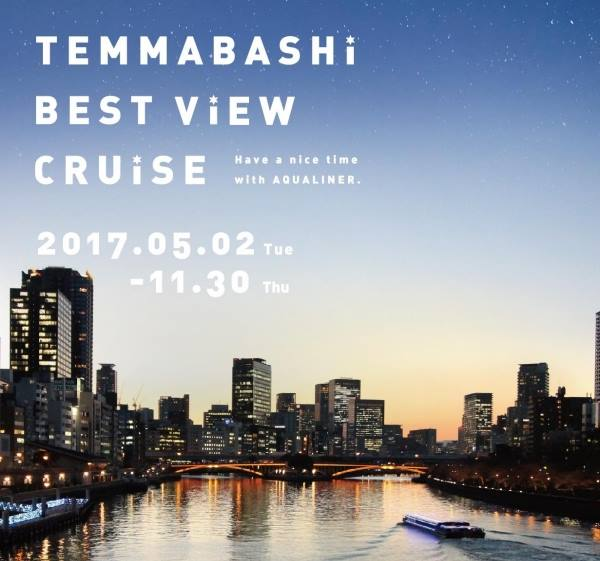 TEMMABASHi
BEST ViEW
CRUiSE
Have a nice time
with AQUALINER.
2017.05.02 Tue
-11.30 Thu